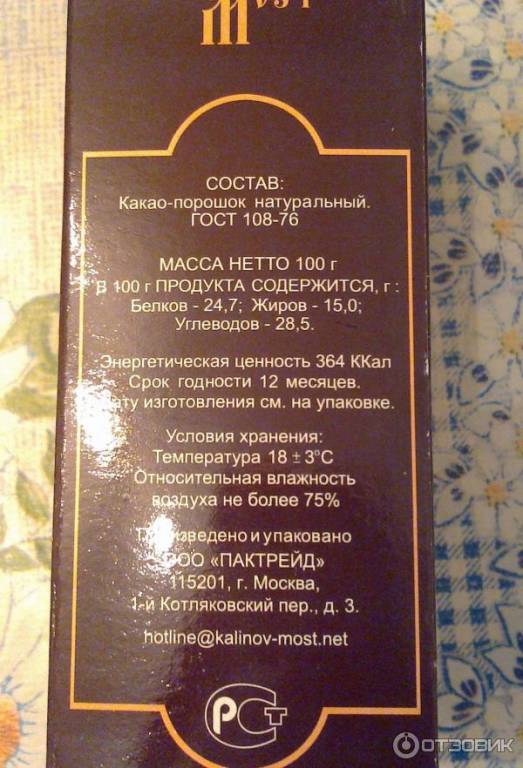 СОСТАВ:
Какао-порошок натуральный.
ГОСТ 108-76
МАССА НЕТТО 100 г
В 100 г ПРОДУКТА СОДЕРЖИТСЯ, г :
Белков - 24,7; Жиров - 15,0;
Углеводов - 28,5.
Энергетическая ценность 364 ККал
Срок годности 12 месяцев.
Дату изготовления см. на упаковке.
Условия хранения:
Температура 18 ± 3°С
Относительная влажность
воздуха не более 75%
Произведено и упаковано
ООО «ПАКТРЕЙД»
115201, г. Москва,
1-й Котляковский пер., д. 3.
hotline@kalinov-most.net
РСТ
ОТЗОВИК